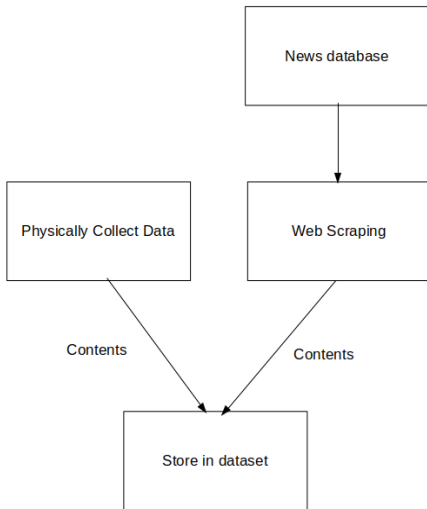 News database
Physically Collect Data
Web Scraping
Contents
Contents
Store in dataset